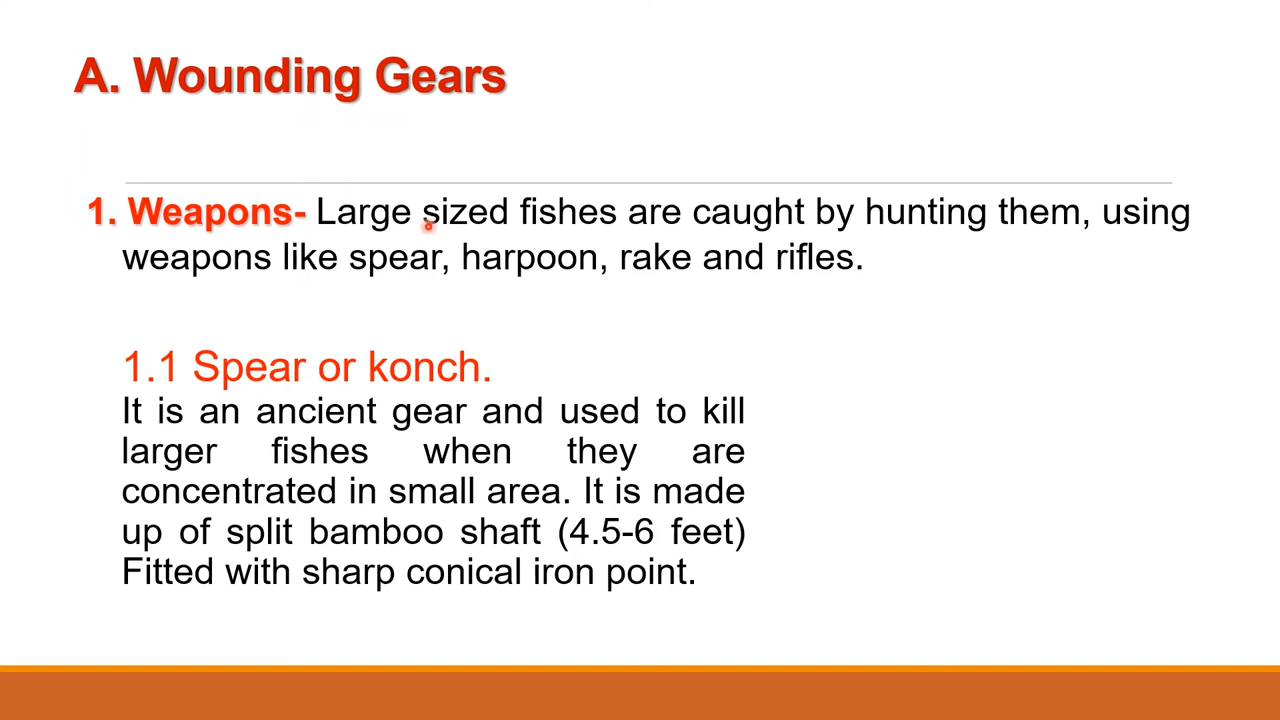 A. Wounding Gears
1. Weapons- Large sized fishes are caught by hunting them, using
weapons like spear, harpoon, rake and rifles.
1.1 Spear or konch.
It is an ancient gear and used to kill
larger fishes when they are
concentrated in small area. It is made
up of split bamboo shaft (4.5-6 feet)
Fitted with sharp conical iron point.